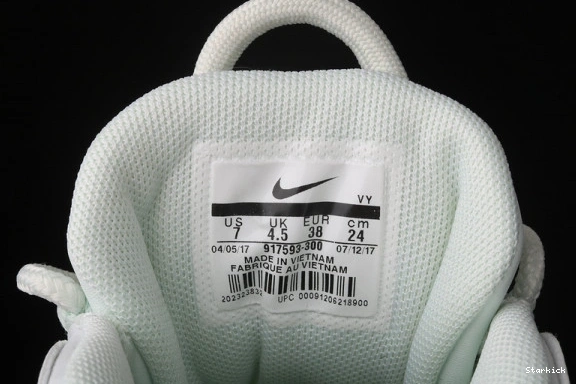 VY
US UK EUR cm
7 4.5 38 24
04/05/17 917593-300 07/12/17
MADE IN VIETNAM
FABRIQUE AU VIETNAM
UPC 00091206218900
Starkick